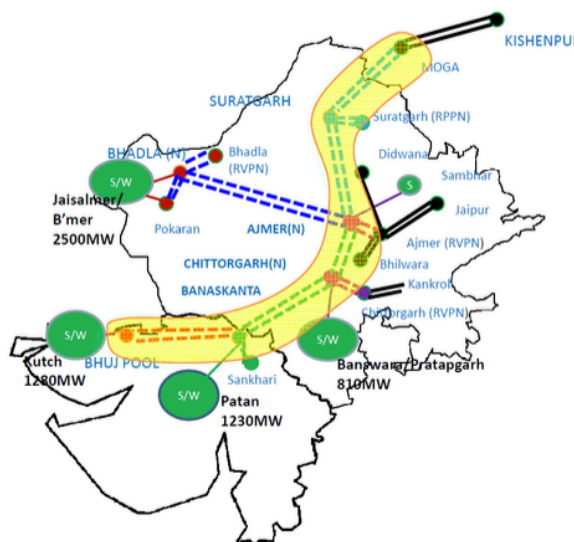 KISHENPUR
MOGA
SURATGARH
Suratgarh (RPPN)
Didwana
BHADLA (N)
Bhadla
(RVPN)
S/W
S
Sambhar
Jaisalmer/
B'mer
2500MW
Pokaran
Jaipur
AJMER(N)
Ajmer (RVPN)
Bhilwara
CHITTORGARH(N)
BANASKANTA
Kankroli
Chittorgarh (RVPN)
S/W
Kutch
1280MW
BHUJ POOL
S/W
Banswara/Pratapgarh
810MW
Sankhari
S/W
Patan
1230MW